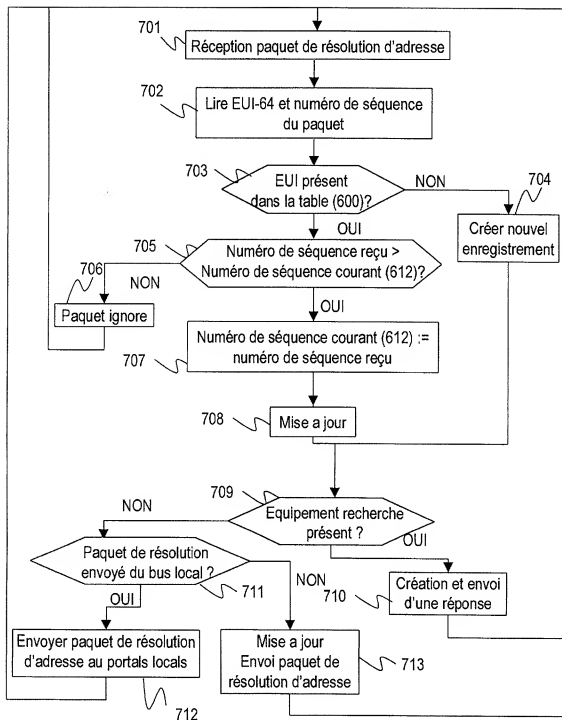 701
Réception paquet de résolution d'adresse
702
Lire EUI-64 et numéro de séquence
du paquet
703
EUI présent
dans la table (600)?
NON
704
OUI
Créer nouvel
enregistrement
705
Numéro de séquence reçu >
Numéro de séquence courant (612)?
706
NON
OUI
Paquet ignore
Numéro de séquence courant (612) :=
numéro de séquence reçu
707
708
Mise a jour
709
NON
Equipement recherche
présent ?
OUI
Paquet de résolution
envoyé du bus local ?
711
NON
710
Création et envoi
d'une réponse
OUI
Envoyer paquet de résolution
d'adresse au portals locals
712
Mise a jour
Envoi paquet de
résolution d'adresse
713